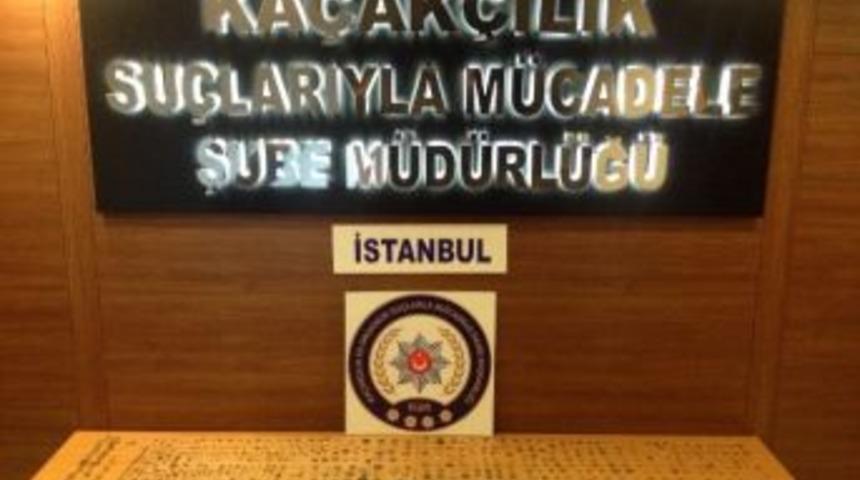 KAÇAKÇILIK
SUÇLARIYLA MÜCADELE
ŞUBE MÜDÜRLÜĞÜ
İSTANBUL